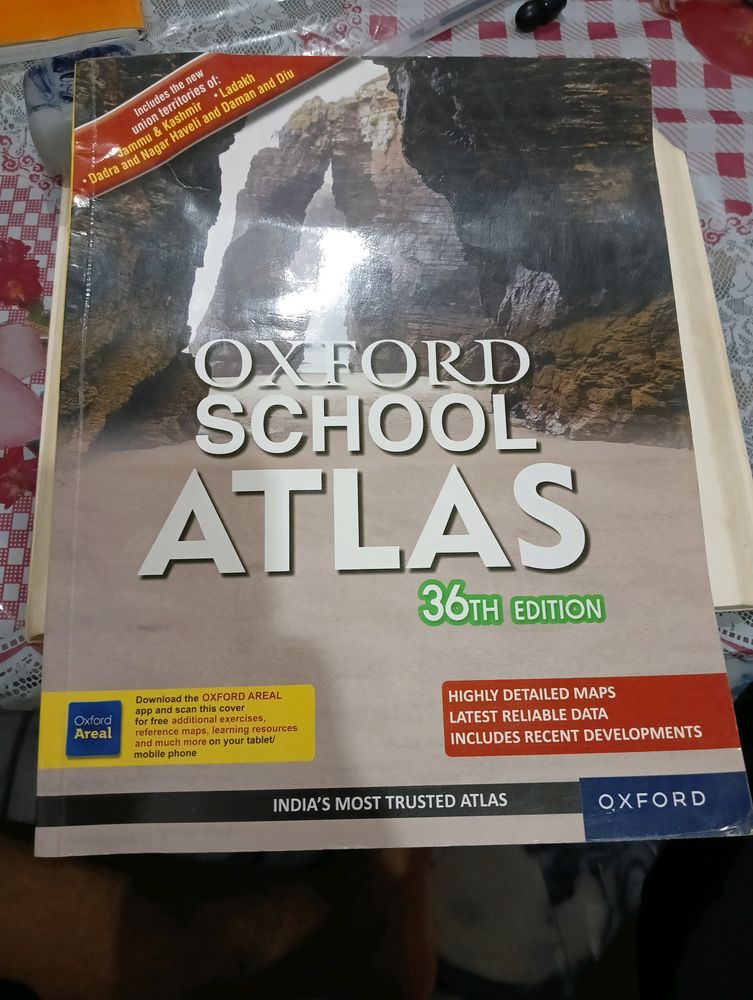 Includes the new
union territories of:
• Jammu & Kashmir • Ladakh
• Dadra and Nagar Haveli and Daman and Diu
OXFORD
SCHOOL
ATLAS
36TH EDITION
Oxford
Areal
Download the OXFORD AREAL
app and scan this cover
for free additional exercises,
reference maps, learning resources
and much more on your tablet/
mobile phone
HIGHLY DETAILED MAPS
LATEST RELIABLE DATA
INCLUDES RECENT DEVELOPMENTS
INDIA'S MOST TRUSTED ATLAS
OXFORD